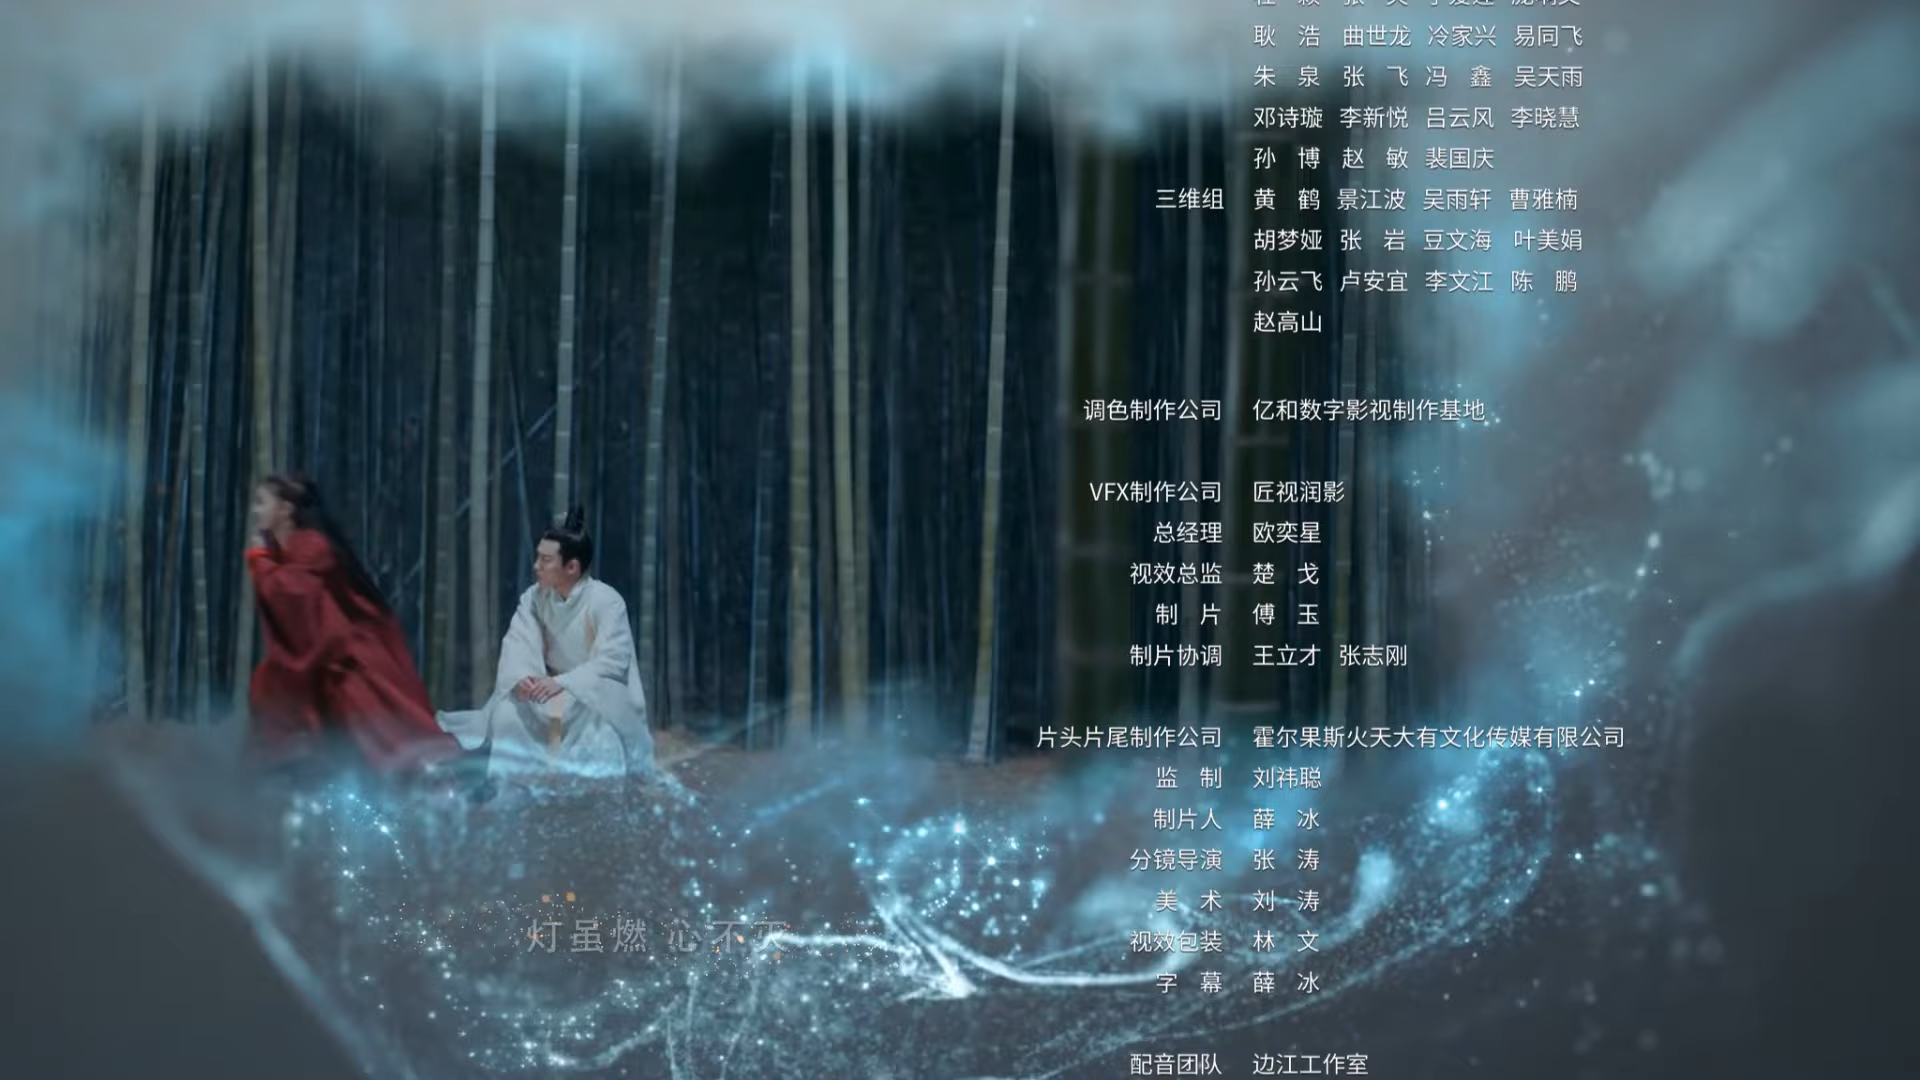 耿 浩 曲世龙 冷家兴 易同飞
朱 泉 张 飞 冯 鑫 吴天雨
邓诗璇 李新悦 吕云风 李晓慧
孙 博 赵 敏 裴国庆
三维组 黄 鹤 景江波 吴雨轩 曹雅楠
胡梦娅 张 岩 豆文海 叶美娟
孙云飞 卢安宜 李文江 陈 鹏
赵高山
调色制作公司 亿和数字影视制作基地
VFX制作公司 匠视润影
总经理 欧奕星
视效总监 楚 戈
制 片 傅 玉
制片协调 王立才 张志刚
片头片尾制作公司 霍尔果斯火天大有文化传媒有限公司
监 制 刘祎聪
制片人 薛 冰
分镜导演 张 涛
美 术 刘 涛
灯虽燃 心不灭
视效包装 林 文
字 幕 薛 冰
配音团队 边江工作室